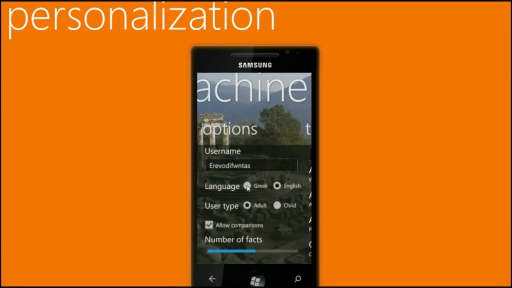 personalization
SAMSUNG
achine
options
t
Username
Erevodifwntas
Language Greek English
User type Adult Child
Allow comparisons
Number of facts